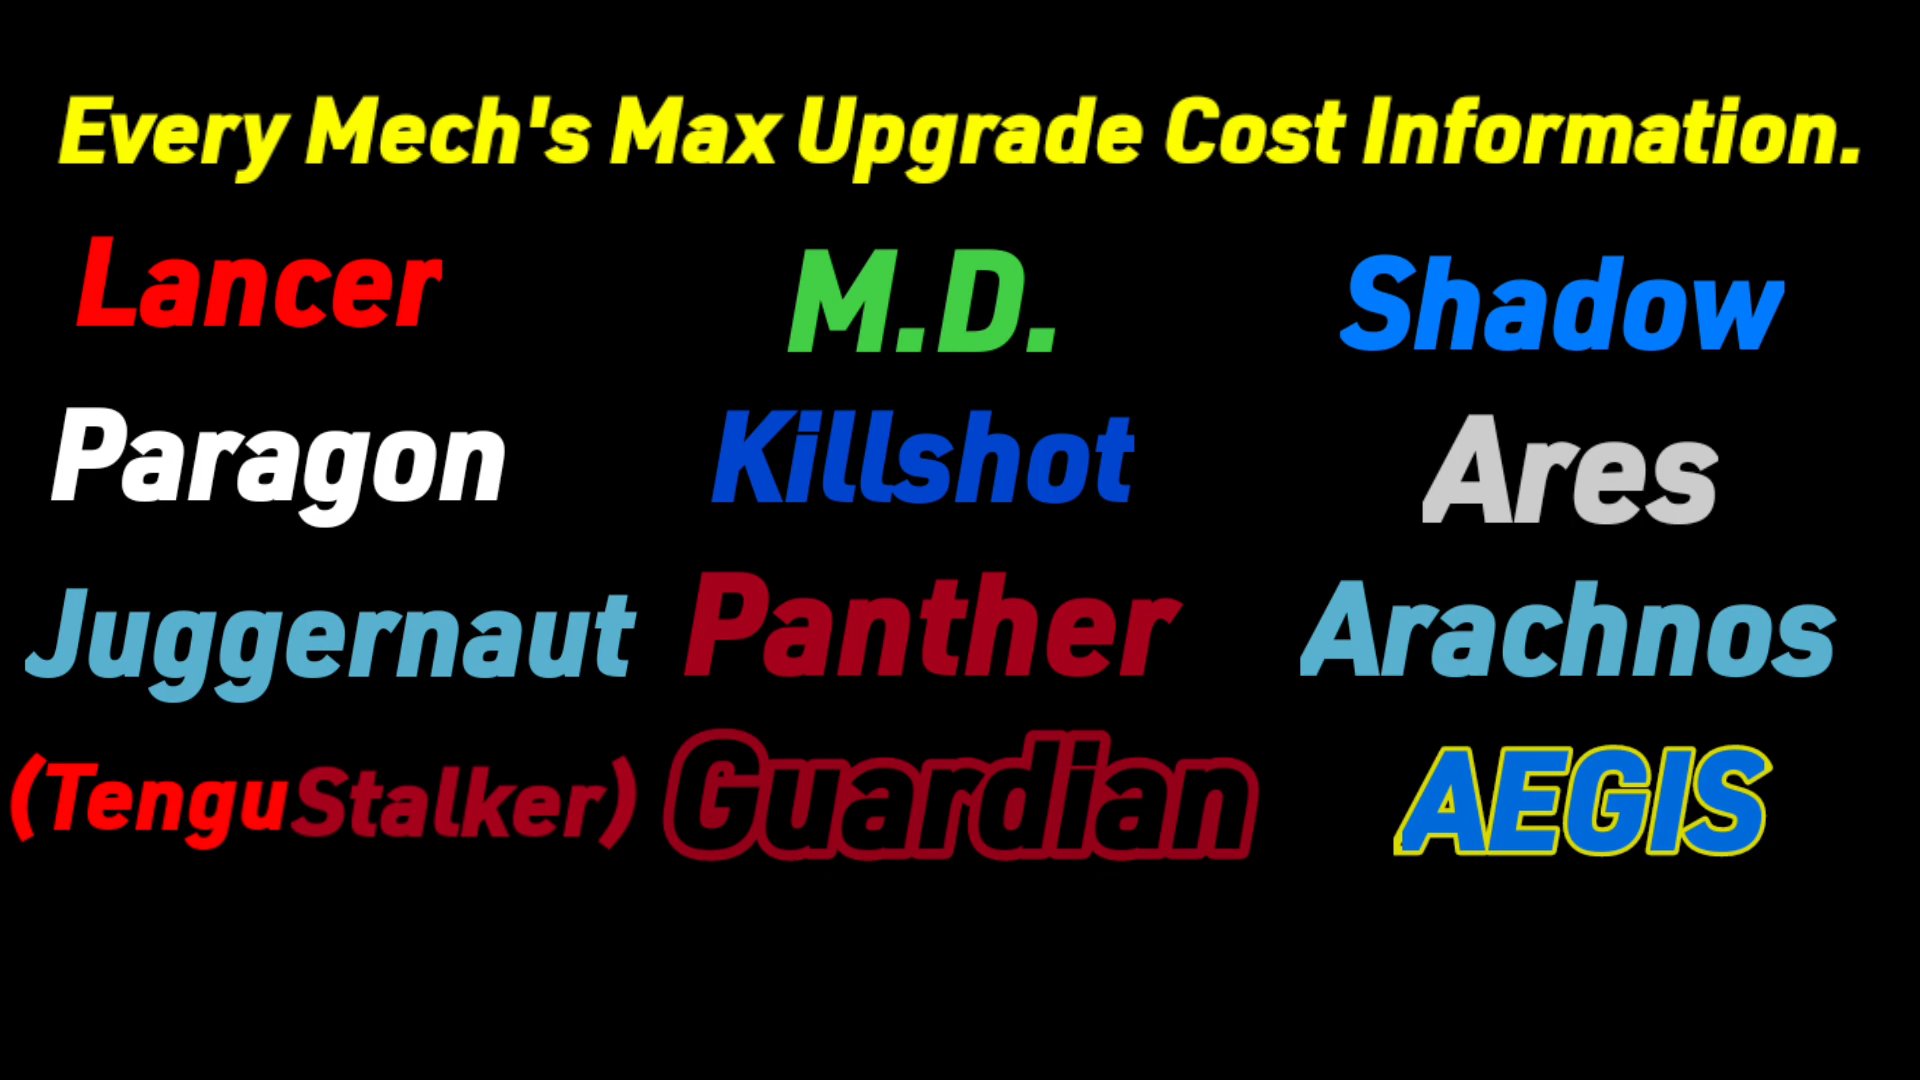 Every Mech's Max Upgrade Cost Information.
Lancer M.D. Shadow
Paragon Killshot Ares
Juggernaut Panther Arachnos
(TenguStalker) Guardian AEGIS